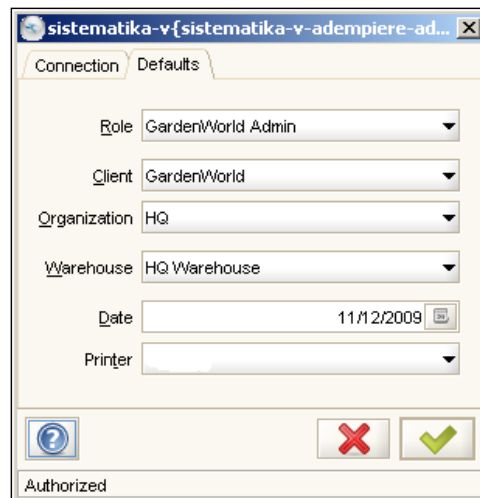 sistematika-v{sistematika-v-adempiere-ad...
Connection Defaults
Role GardenWorld Admin
Client GardenWorld
Organization HQ
Warehouse HQ Warehouse
Date 11/12/2009
Printer
Authorized